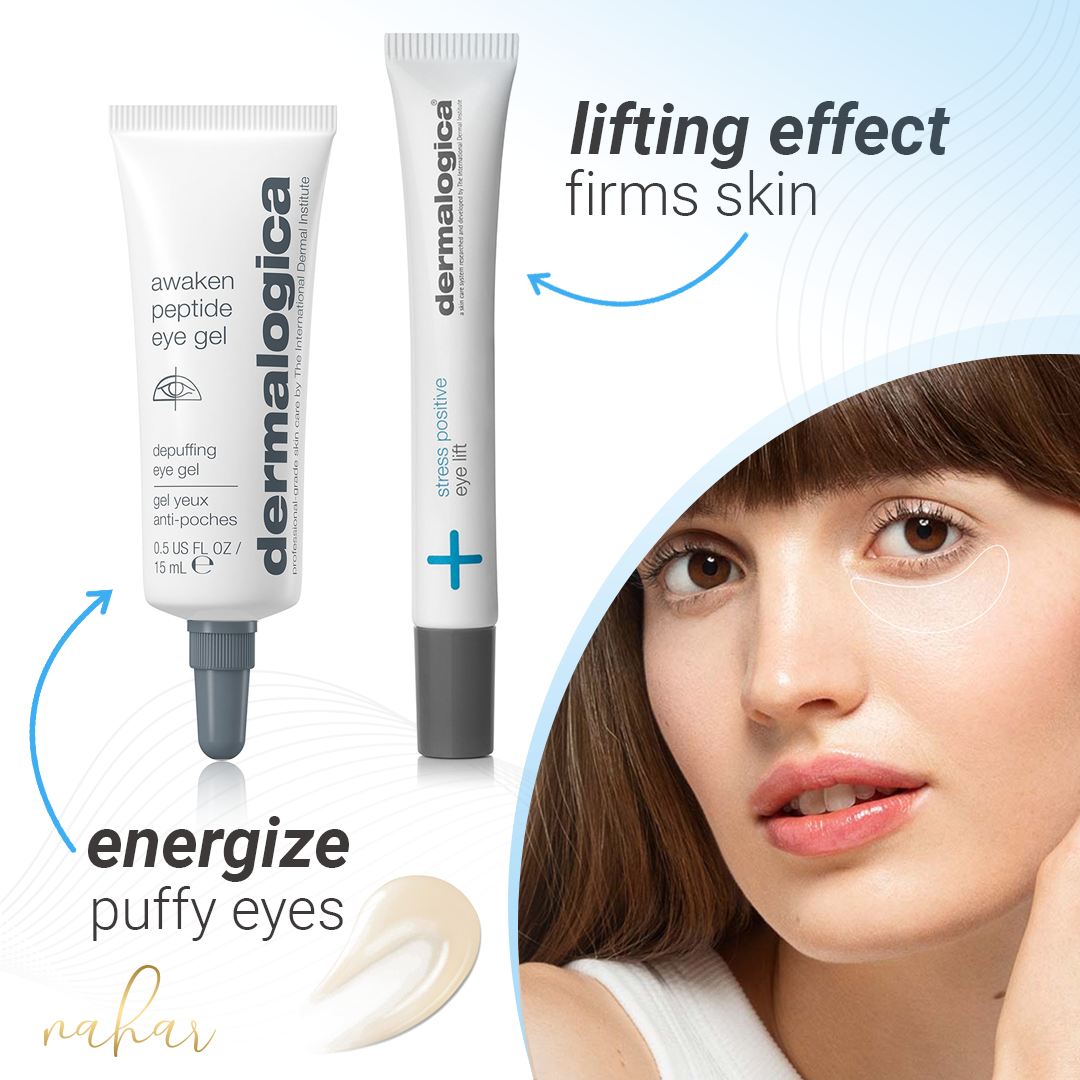 lifting effect
firms skin
awaken
peptide
eye gel
depuffing
eye gel
gel yeux
anti-poches
0.5 US FL OZ /
15 mL ℮
dermalogica
professional-grade skin care by The International Dermal Institute
dermalogica®
a skin care system researched and developed by The International Dermal Institute
stress positive
eye lift
energize
puffy eyes
nahar